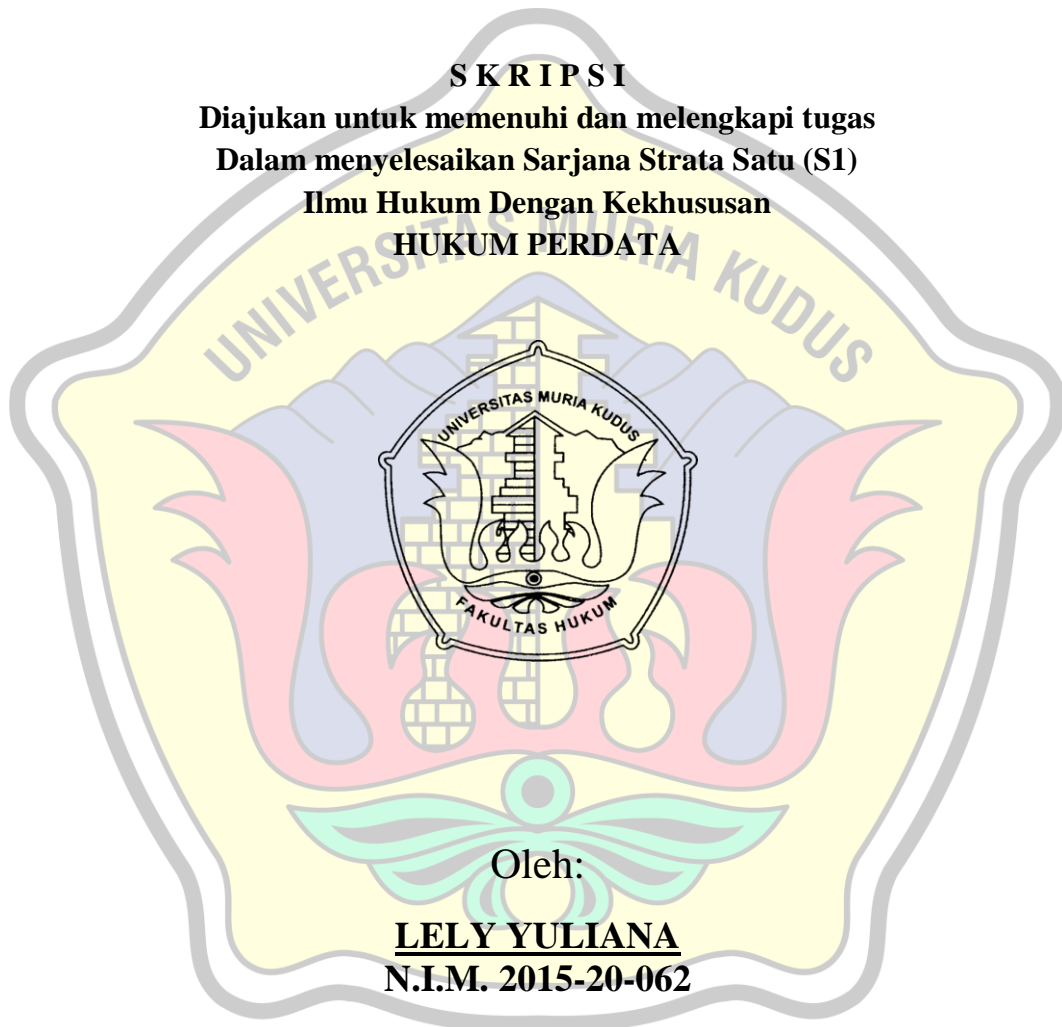 S K R I P S I
Diajukan untuk memenuhi dan melengkapi tugas
Dalam menyelesaikan Sarjana Strata Satu (S1)
Ilmu Hukum Dengan Kekhususan
HUKUM PERDATA
UNIVERSITAS MURIA KUDUS
UNIVERSITAS MURIA KUDUS
FAKULTAS HUKUM
Oleh:
LELY YULIANA
N.I.M. 2015-20-062